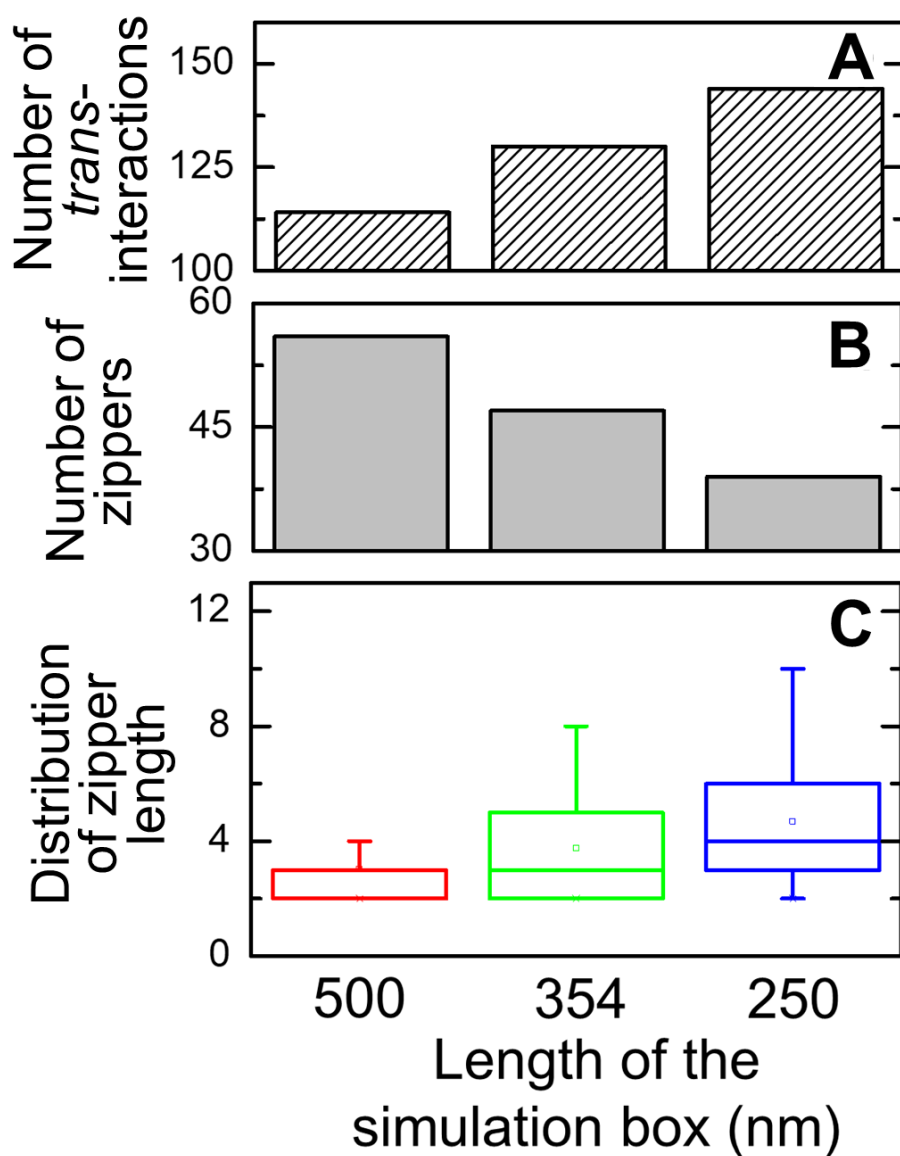 Number of
trans-
interactions
150
125
100
A
Number of
zippers
60
45
30
B
Distribution
of zipper
length
12
8
4
0
C
500 354 250
Length of the
simulation box (nm)